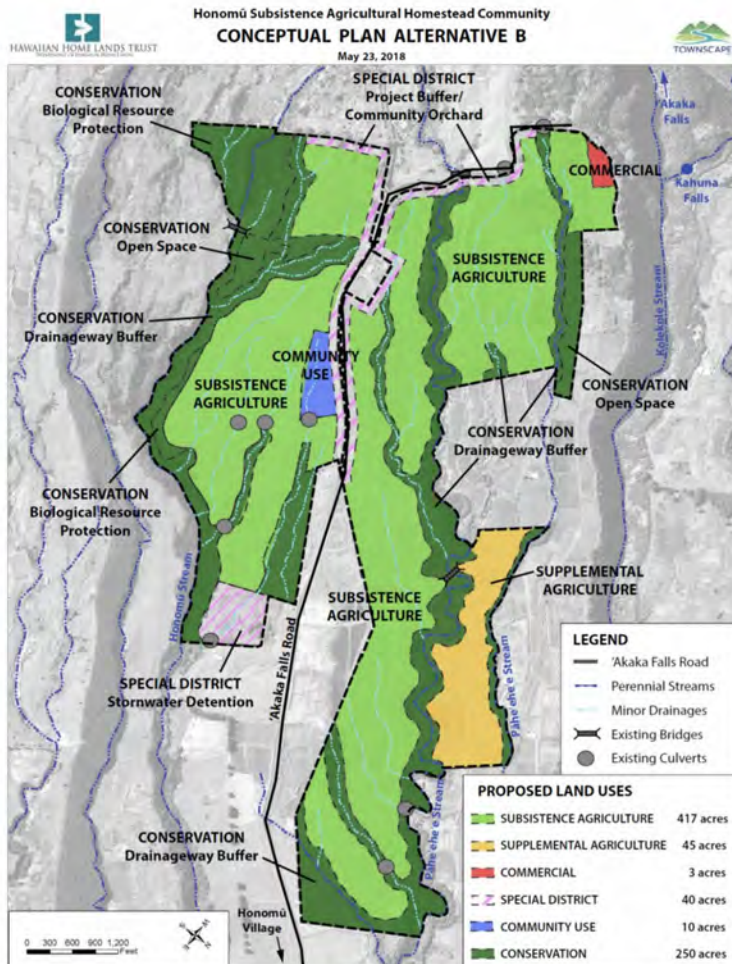 Honomū Subsistence Agricultural Homestead Community
CONCEPTUAL PLAN ALTERNATIVE B
May 23, 2018
HAWAIIAN HOME LANDS TRUST
TOWNSCAPE
CONSERVATION
Biological Resource
Protection
SPECIAL DISTRICT
Project Buffer/
Community Orchard
'Akaka
Falls
COMMERCIAL
Kahuna
Falls
CONSERVATION
Open Space
SUBSISTENCE
AGRICULTURE
Kolekole Stream
CONSERVATION
Drainageway Buffer
COMMUNITY
USE
SUBSISTENCE
AGRICULTURE
CONSERVATION
Open Space
CONSERVATION
Drainageway Buffer
CONSERVATION
Biological Resource
Protection
Honomū Stream
SUPPLEMENTAL
AGRICULTURE
SUBSISTENCE
AGRICULTURE
'Akaka Falls Road
Pāhe'ehe'e Stream
SPECIAL DISTRICT
Stornwater Detention
LEGEND
'Akaka Falls Road
Perennial Streams
Minor Drainages
Existing Bridges
Existing Culverts
Pāhe'ehe'e Stream
CONSERVATION
Drainageway Buffer
Honomū
Village
PROPOSED LAND USES
SUBSISTENCE AGRICULTURE 417 acres
SUPPLEMENTAL AGRICULTURE 45 acres
COMMERCIAL 3 acres
SPECIAL DISTRICT 40 acres
COMMUNITY USE 10 acres
CONSERVATION 250 acres
0 300 600 900 1,200
Feet
N